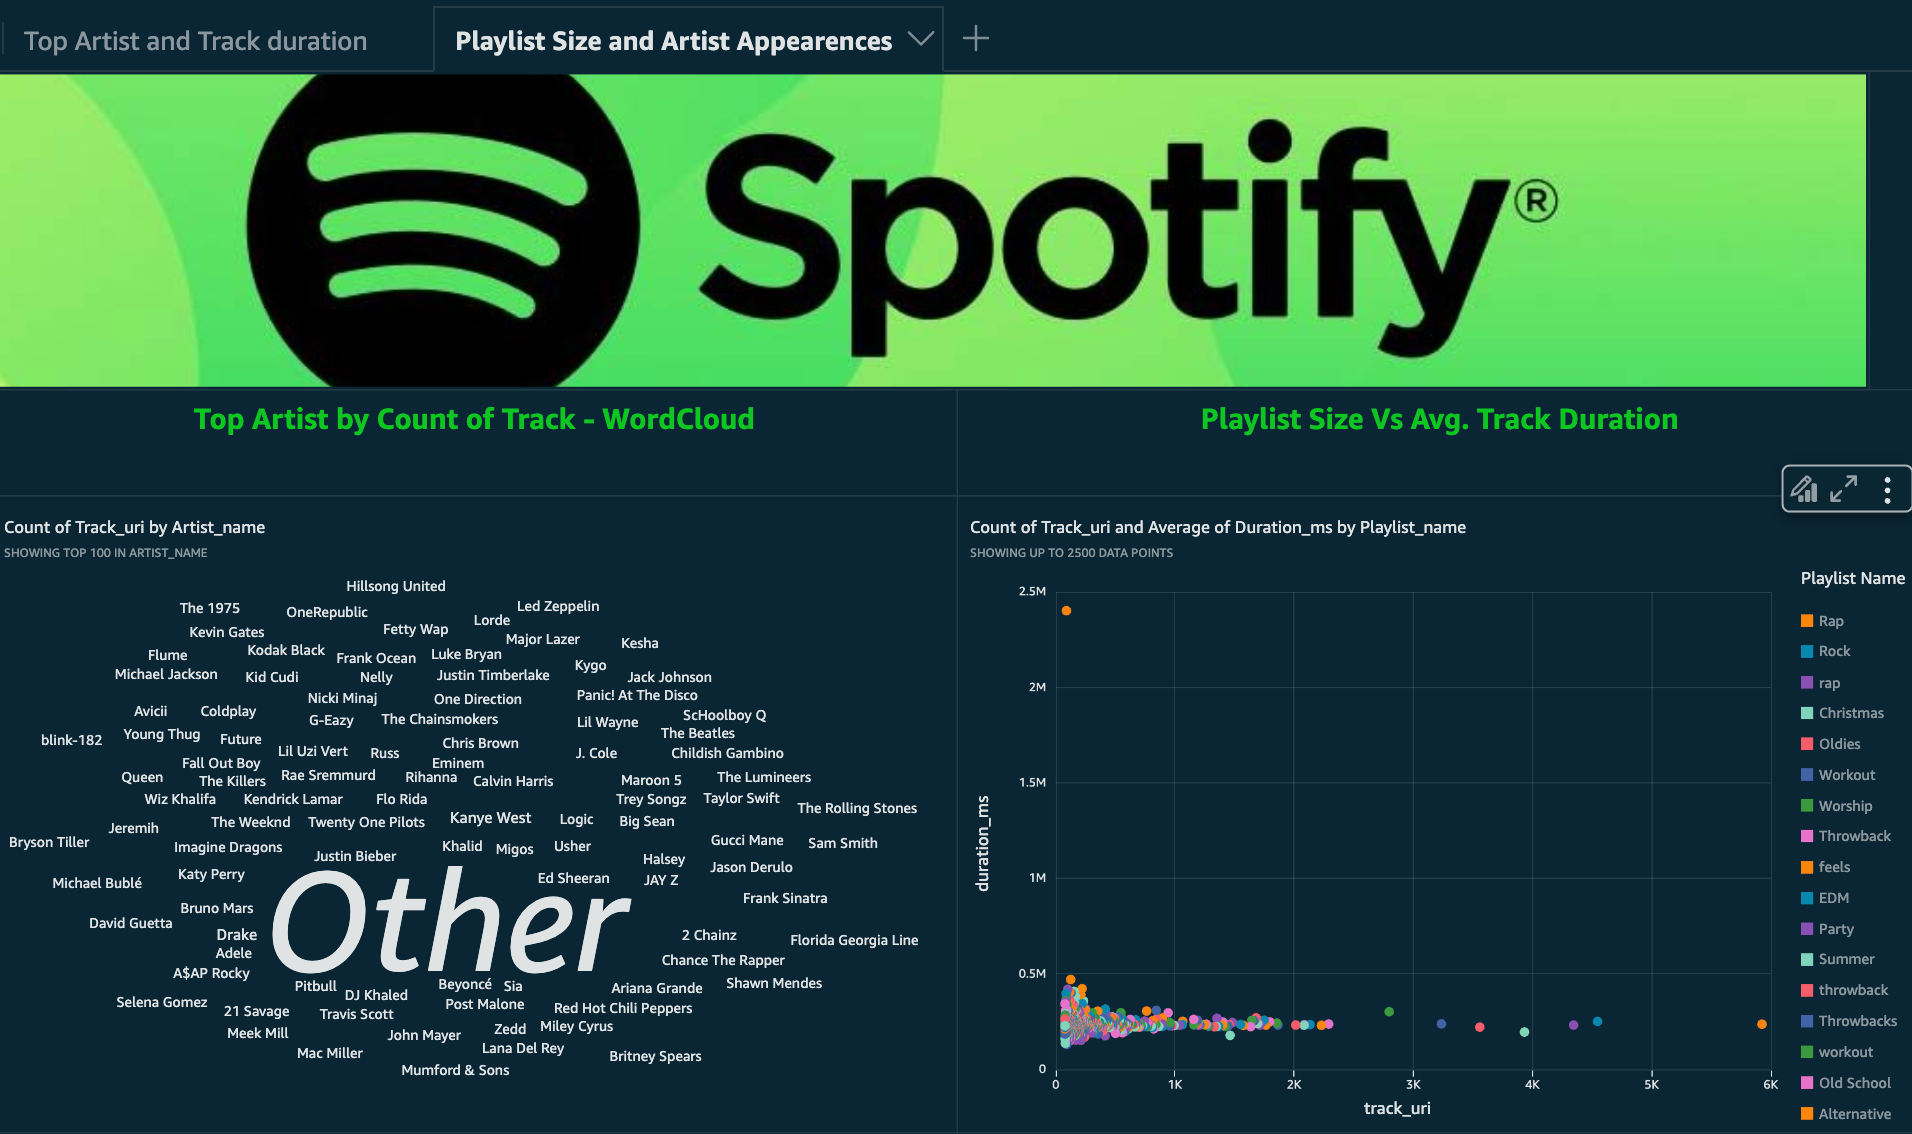 Top Artist and Track duration
Playlist Size and Artist Appearences
Spotify®
Top Artist by Count of Track - WordCloud
Playlist Size Vs Avg. Track Duration
Count of Track_uri by Artist_name
SHOWING TOP 100 IN ARTIST_NAME
Hillsong United
The 1975
OneRepublic
Led Zeppelin
Lorde
Kevin Gates
Fetty Wap
Major Lazer
Kesha
Flume
Kodak Black
Frank Ocean
Luke Bryan
Kygo
Michael Jackson
Kid Cudi
Nelly
Justin Timberlake
Jack Johnson
Nicki Minaj
One Direction
Panic! At The Disco
Avicii
Coldplay
G-Eazy
The Chainsmokers
Lil Wayne
ScHoolboy Q
blink-182
Young Thug
Future
The Beatles
Lil Uzi Vert
Russ
Chris Brown
J. Cole
Childish Gambino
Fall Out Boy
Eminem
Queen
The Killers
Rae Sremmurd
Rihanna
Calvin Harris
Maroon 5
The Lumineers
Wiz Khalifa
Kendrick Lamar
Flo Rida
Trey Songz
Taylor Swift
The Rolling Stones
Jeremih
The Weeknd
Twenty One Pilots
Kanye West
Logic
Big Sean
Bryson Tiller
Imagine Dragons
Justin Bieber
Khalid
Migos
Usher
Gucci Mane
Sam Smith
Halsey
Jason Derulo
Michael Bublé
Katy Perry
Ed Sheeran
JAY Z
Frank Sinatra
Bruno Mars
David Guetta
Drake
Other
2 Chainz
Florida Georgia Line
Adele
Chance The Rapper
A$AP Rocky
Pitbull
DJ Khaled
Beyoncé
Sia
Ariana Grande
Shawn Mendes
Selena Gomez
21 Savage
Travis Scott
Post Malone
Red Hot Chili Peppers
Meek Mill
John Mayer
Zedd
Miley Cyrus
Mac Miller
Lana Del Rey
Britney Spears
Mumford & Sons
Count of Track_uri and Average of Duration_ms by Playlist_name
SHOWING UP TO 2500 DATA POINTS
2.5M
2M
1.5M
1M
0.5M
0
duration_ms
0
1K
2K
3K
4K
5K
6K
track_uri
Playlist Name
Rap
Rock
rap
Christmas
Oldies
Workout
Worship
Throwback
feels
EDM
Party
Summer
throwback
Throwbacks
workout
Old School
Alternative